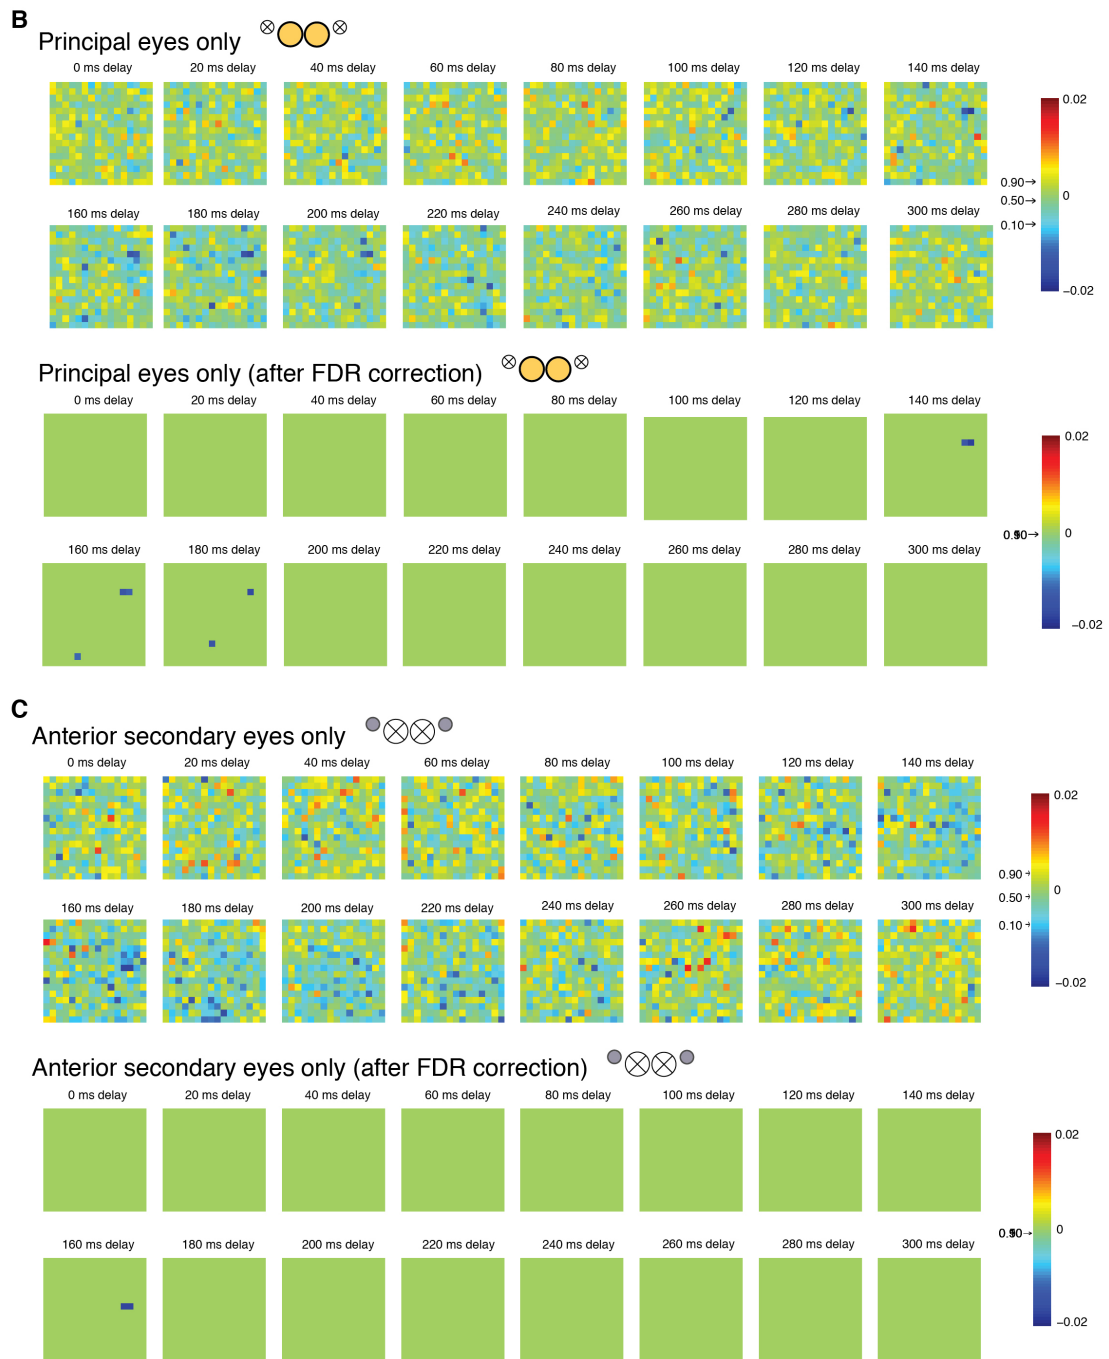 B
Principal eyes only
0 ms delay 20 ms delay 40 ms delay 60 ms delay 80 ms delay 100 ms delay 120 ms delay 140 ms delay
0.02
0.90→
0.50→
0
0.10→
−0.02
160 ms delay 180 ms delay 200 ms delay 220 ms delay 240 ms delay 260 ms delay 280 ms delay 300 ms delay
Principal eyes only (after FDR correction)
0 ms delay 20 ms delay 40 ms delay 60 ms delay 80 ms delay 100 ms delay 120 ms delay 140 ms delay
0.02
0
−0.02
160 ms delay 180 ms delay 200 ms delay 220 ms delay 240 ms delay 260 ms delay 280 ms delay 300 ms delay
C
Anterior secondary eyes only
0 ms delay 20 ms delay 40 ms delay 60 ms delay 80 ms delay 100 ms delay 120 ms delay 140 ms delay
0.02
0.90→
0
0.50→
0.10→
−0.02
160 ms delay 180 ms delay 200 ms delay 220 ms delay 240 ms delay 260 ms delay 280 ms delay 300 ms delay
Anterior secondary eyes only (after FDR correction)
0 ms delay 20 ms delay 40 ms delay 60 ms delay 80 ms delay 100 ms delay 120 ms delay 140 ms delay
0.02
0
−0.02
160 ms delay 180 ms delay 200 ms delay 220 ms delay 240 ms delay 260 ms delay 280 ms delay 300 ms delay